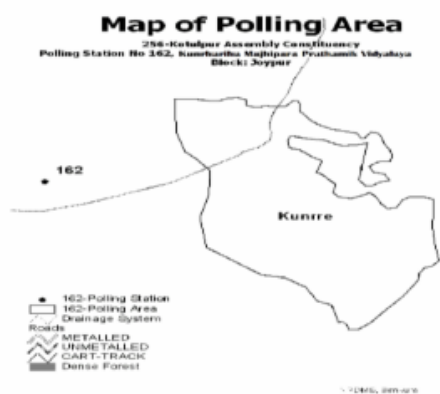 Map of Polling Area
256-Kotulpur Assembly Constituency
Polling Station No 162, Kumbariha Majhipara Prathamik Vidyalaya
Block: Joypur
162
Kunrre
162-Polling Station
162-Polling Area
Drainage System
Roads
METALLED
UNMETALLED
CART-TRACK
Dense Forest